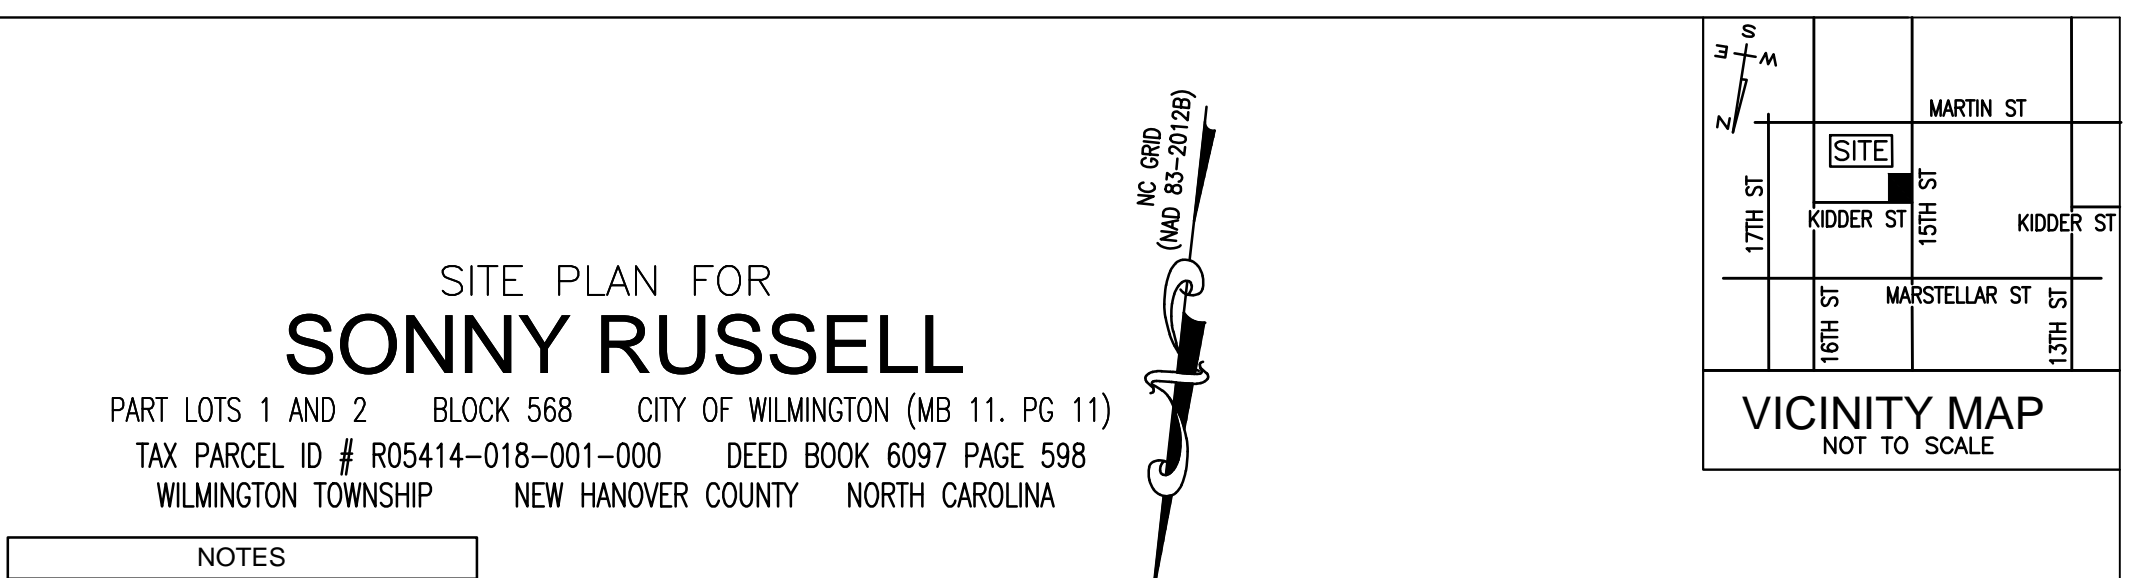 SITE PLAN FOR
SONNY RUSSELL
PART LOTS 1 AND 2 BLOCK 568 CITY OF WILMINGTON (MB 11. PG 11)
TAX PARCEL ID # R05414-018-001-000 DEED BOOK 6097 PAGE 598
WILMINGTON TOWNSHIP NEW HANOVER COUNTY NORTH CAROLINA
NOTES
NC GRID
(NAD 83-2012B)
S
E W
N
MARTIN ST
SITE
17TH ST
KIDDER ST
15TH ST
KIDDER ST
MARSTELLAR ST
16TH ST
13TH ST
VICINITY MAP
NOT TO SCALE